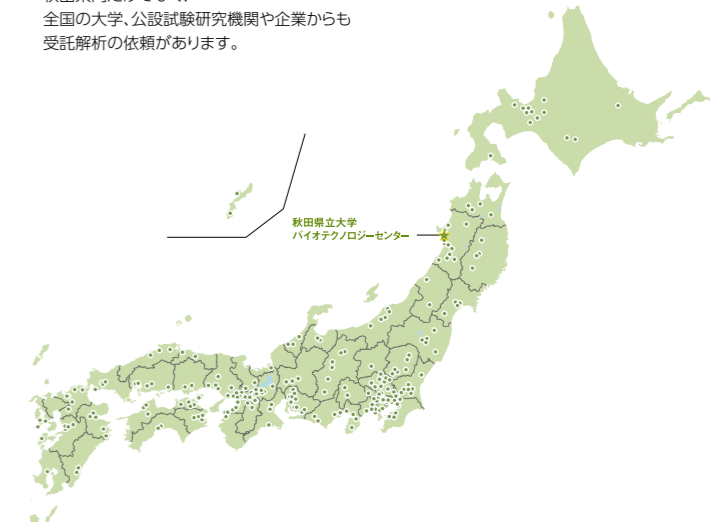 全国の大学、公設試験研究機関や企業からも
受託解析の依頼があります。
秋田県立大学
バイオテクノロジーセンター